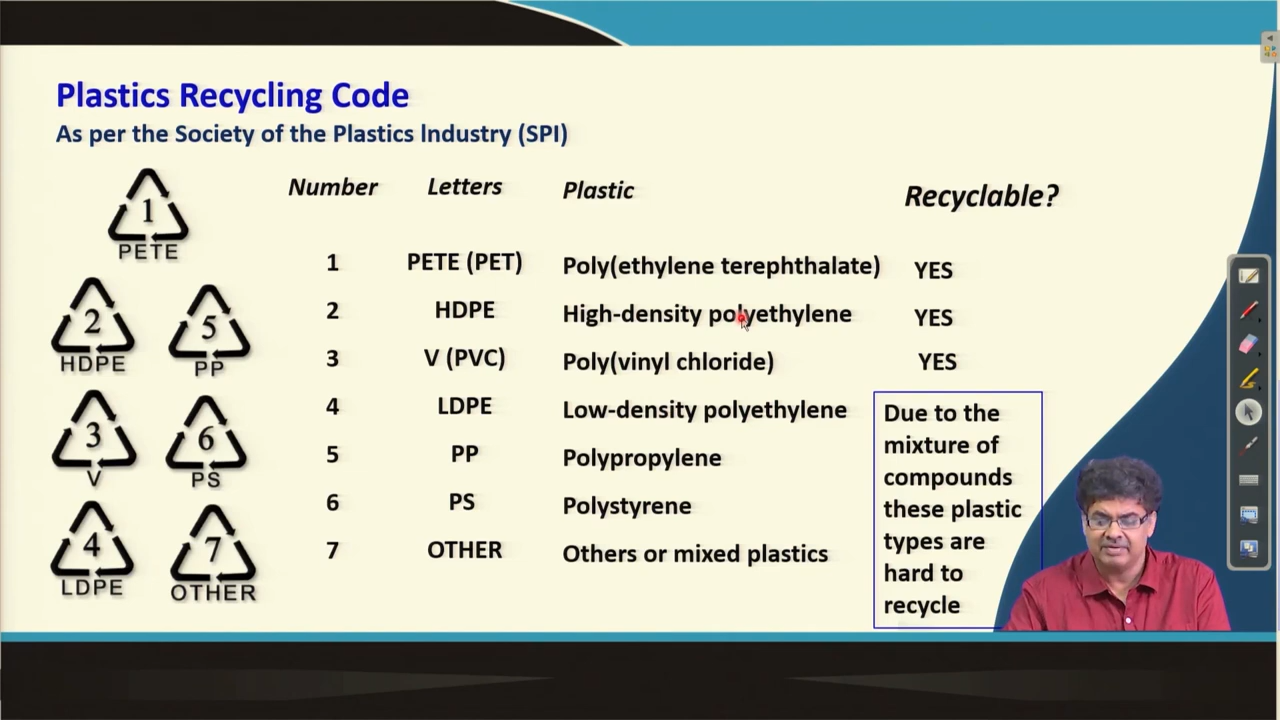 Plastics Recycling Code
As per the Society of the Plastics Industry (SPI)
Number Letters Plastic Recyclable?
1 PETE (PET) Poly(ethylene terephthalate) YES
2 HDPE High-density polyethylene YES
3 V (PVC) Poly(vinyl chloride) YES
4 LDPE Low-density polyethylene
5 PP Polypropylene
6 PS Polystyrene
7 OTHER Others or mixed plastics
Due to the
mixture of
compounds
these plastic
types are
hard to
recycle
1
PETE
2
HDPE
5
PP
3
V
6
PS
4
LDPE
7
OTHER